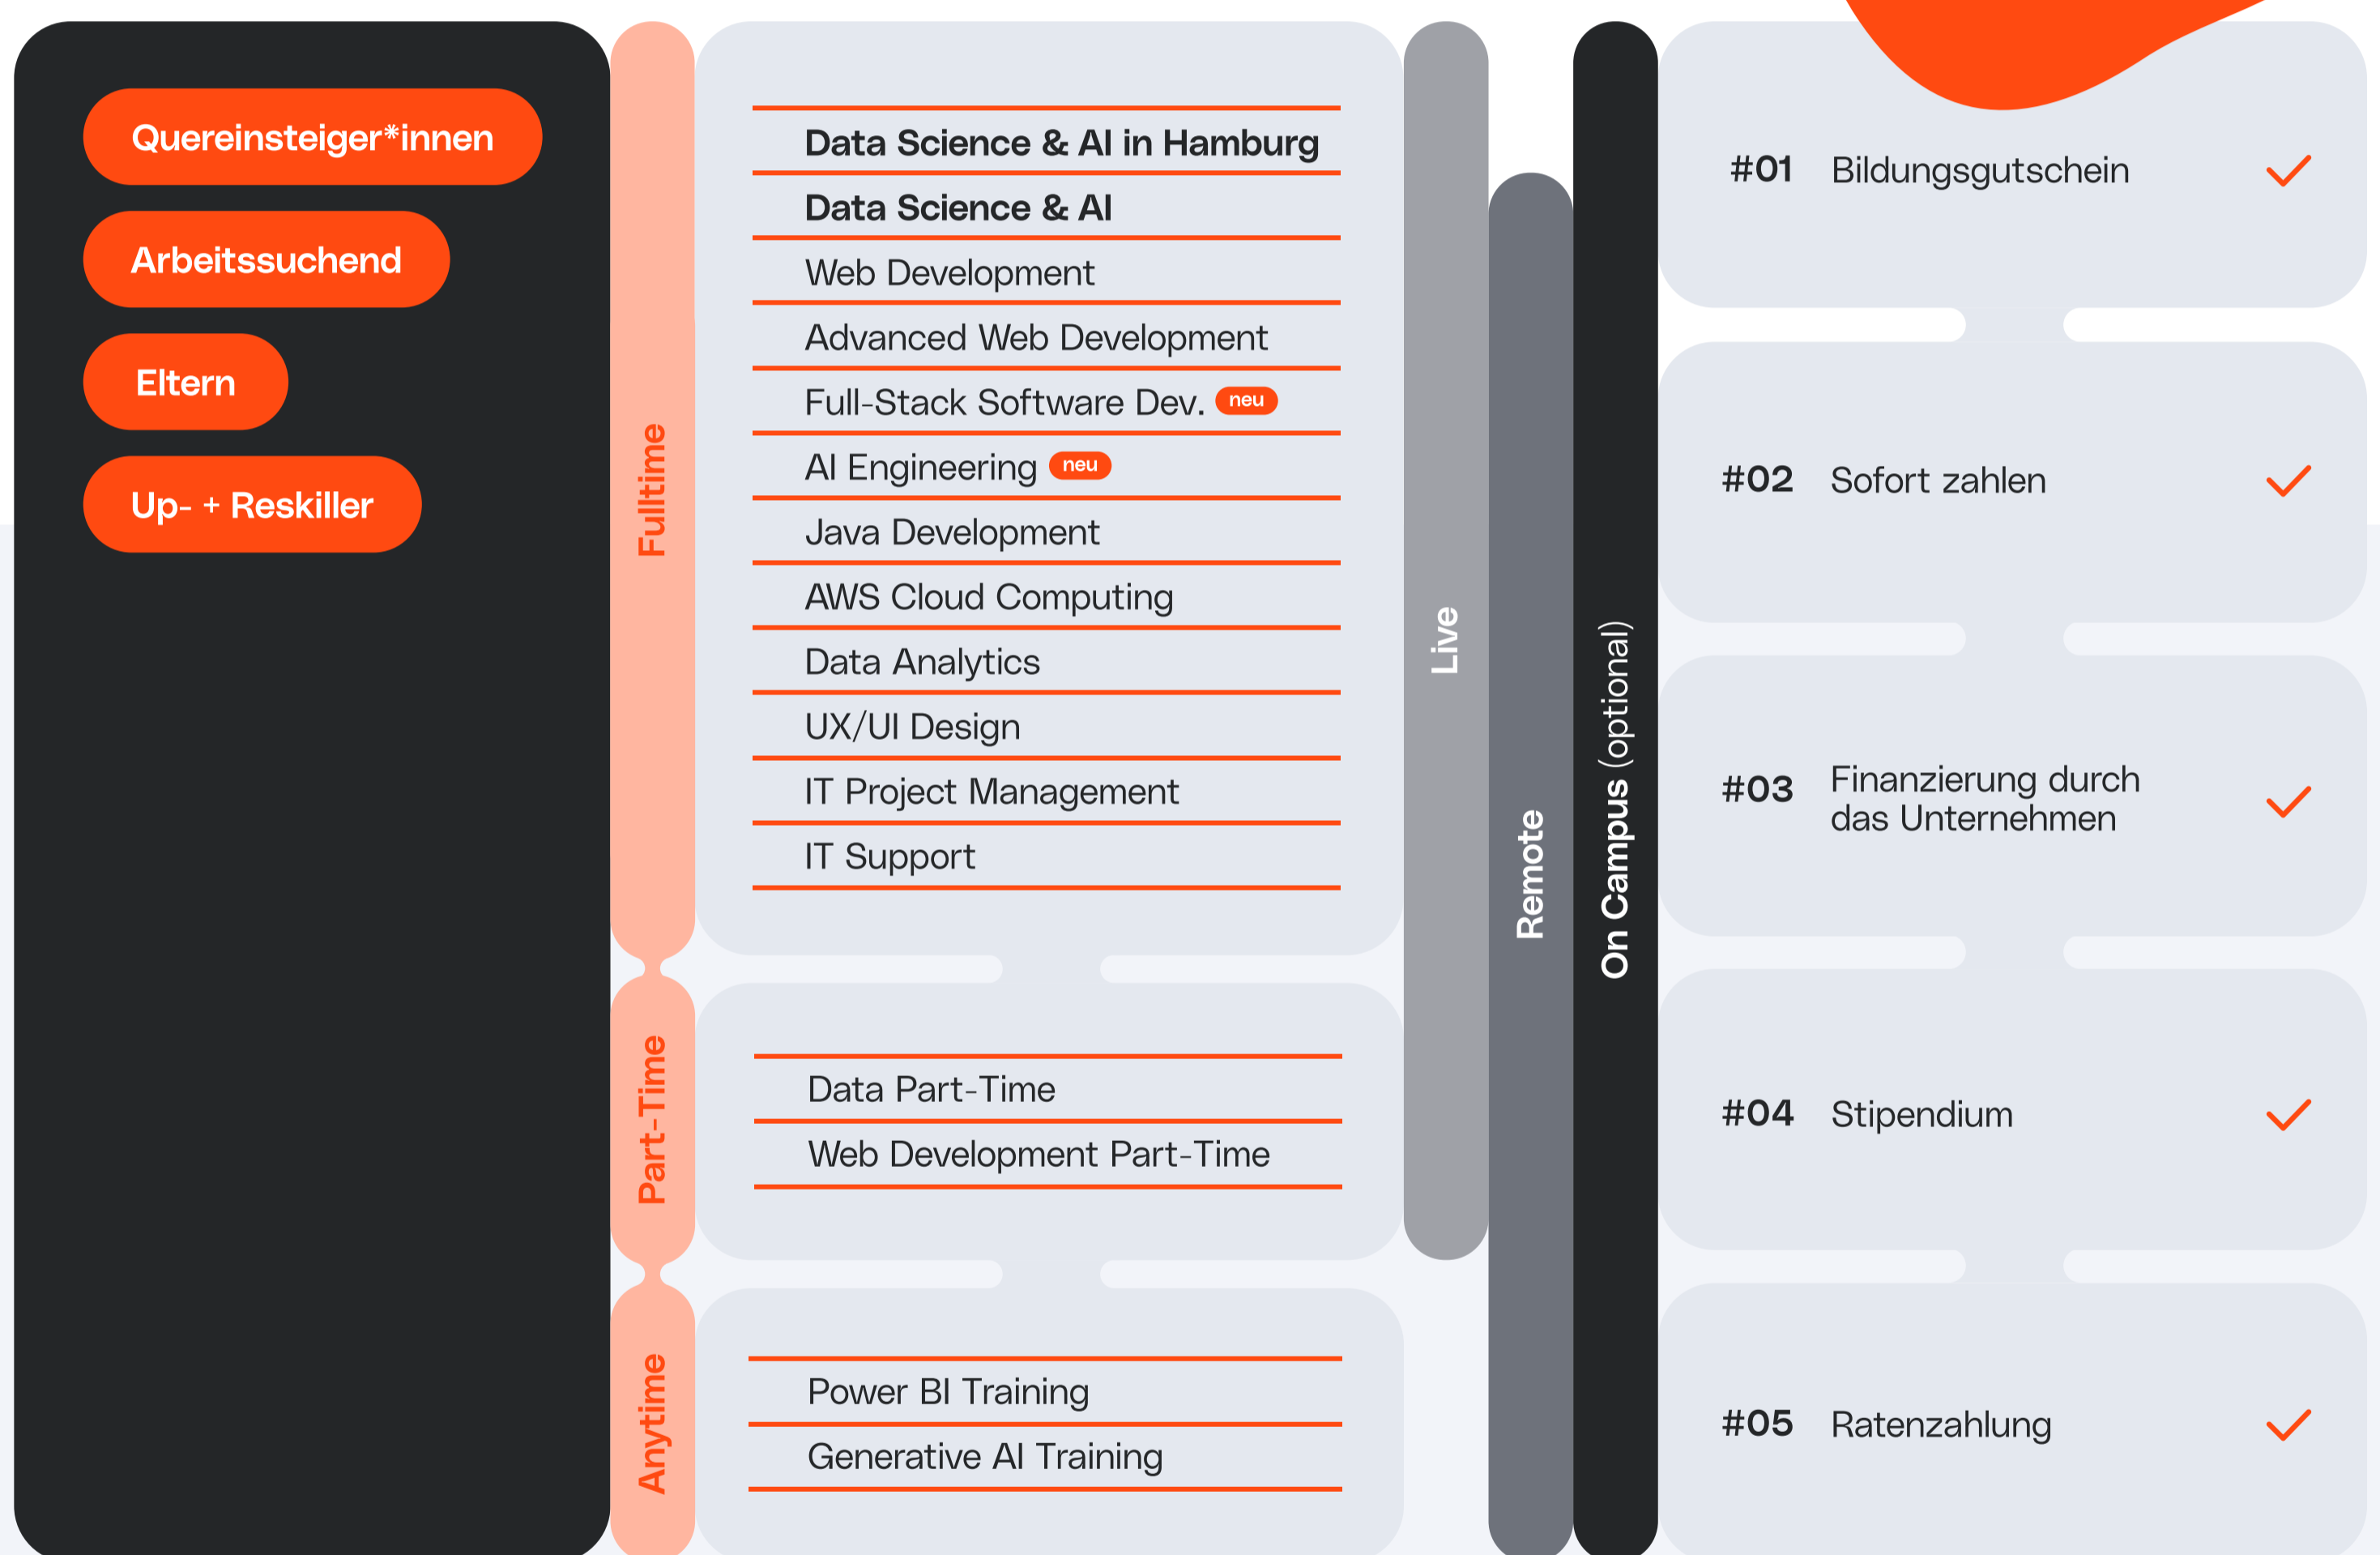 Quereinsteiger*innen
Arbeitssuchend
Eltern
Up- + Reskiller
Fulltime
Data Science & AI in Hamburg
Data Science & AI
Web Development
Advanced Web Development
Full-Stack Software Dev. neu
AI Engineering neu
Java Development
AWS Cloud Computing
Data Analytics
UX/UI Design
IT Project Management
IT Support
Part-Time
Data Part-Time
Web Development Part-Time
Anytime
Power BI Training
Generative AI Training
Live
Remote
On Campus (optional)
#01 Bildungsgutschein
#02 Sofort zahlen
#03 Finanzierung durch
das Unternehmen
#04 Stipendium
#05 Ratenzahlung